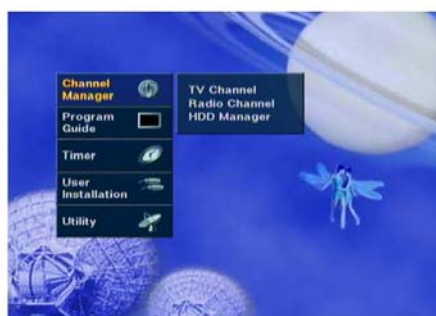 Channel
Manager
Program
Guide
Timer
User
Installation
Utility
TV Channel
Radio Channel
HDD Manager